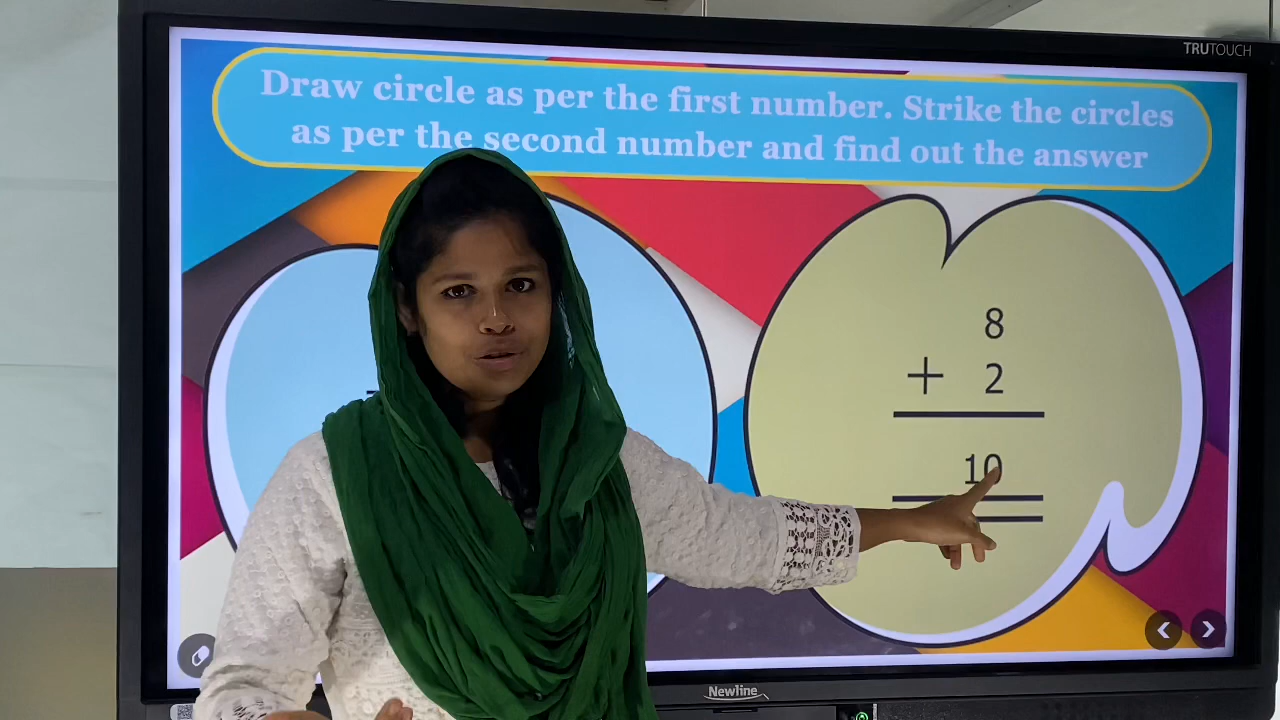 TRUTOUCH
Draw circle as per the first number. Strike the circles
as per the second number and find out the answer
8
+ 2
10
Newline